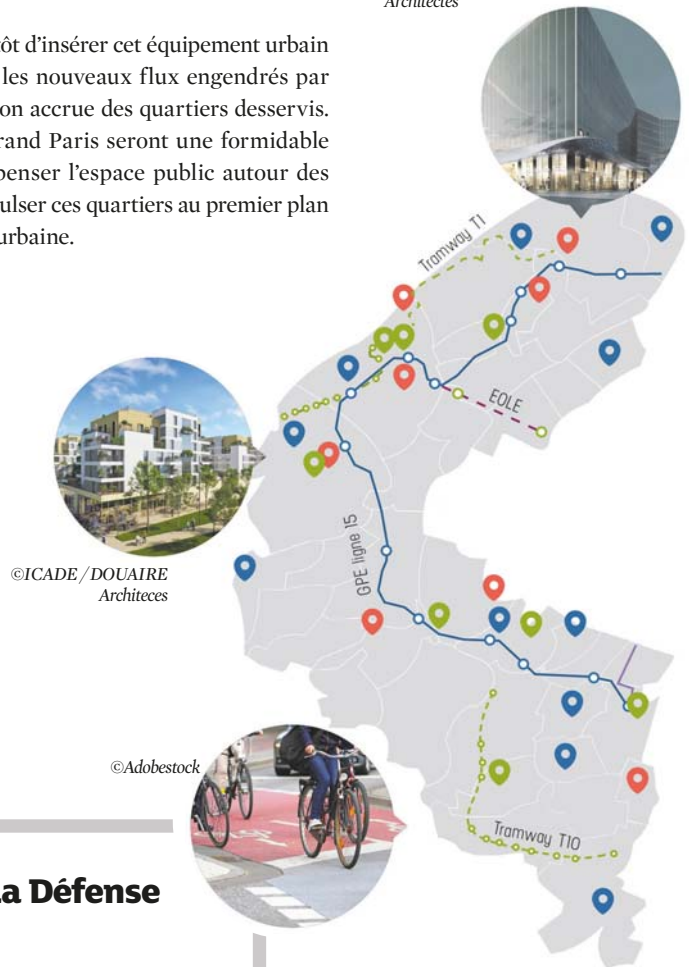 Architectes
tôt d'insérer cet équipement urbain
les nouveaux flux engendrés par
on accrue des quartiers desservis.
rand Paris seront une formidable
penser l'espace public autour des
ulser ces quartiers au premier plan
urbaine.
Tramway T1
EOLE
GPE ligne 15
©ICADE / DOUAIRE
Architeces
©Adobestock
Tramway T10
la Défense